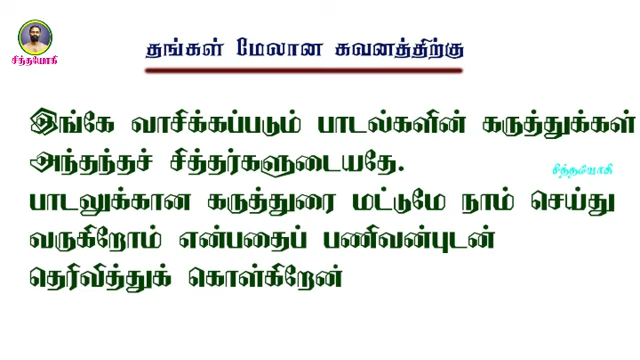 தங்கள் மேலான கவனத்திற்கு
சித்தயோகி
இங்கே வாசிக்கப்படும் பாடல்களின் கருத்துக்கள்
அந்தந்தச் சித்தர்களுடையதே.
சித்தயோகி
பாடலுக்கான கருத்துரை மட்டுமே நாம் செய்து
வருகிறோம் என்பதைப் பணிவன்புடன்
தெரிவித்துக் கொள்கிறேன்